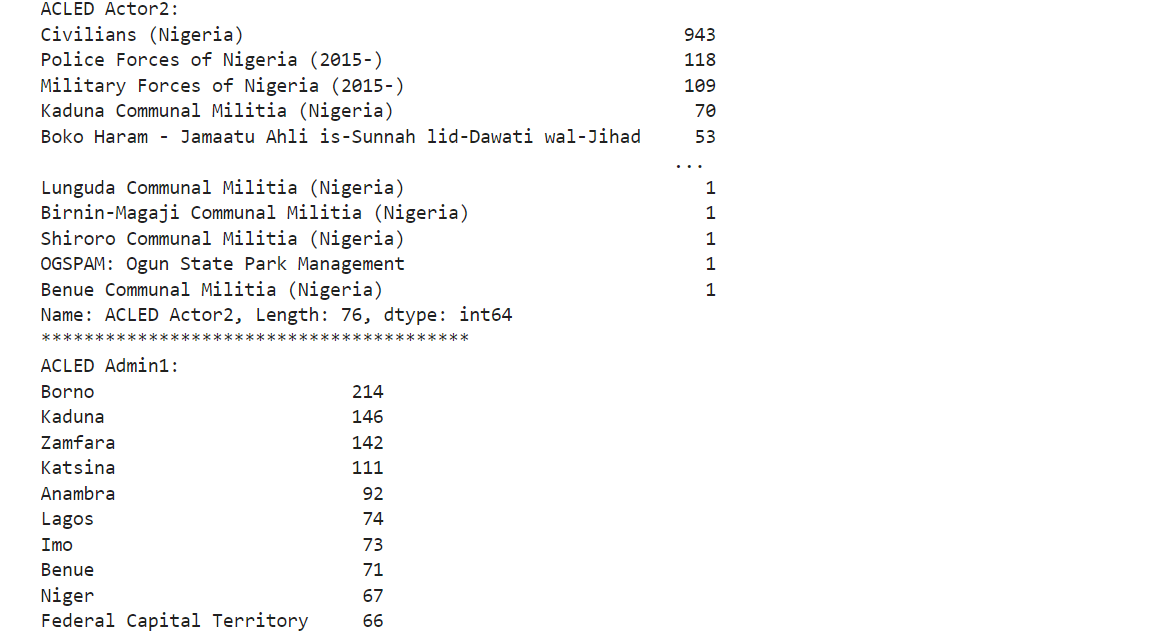 ACLED Actor2:
Civilians (Nigeria) 943
Police Forces of Nigeria (2015-) 118
Military Forces of Nigeria (2015-) 109
Kaduna Communal Militia (Nigeria) 70
Boko Haram - Jamaatu Ahli is-Sunnah lid-Dawati wal-Jihad 53
...
Lunguda Communal Militia (Nigeria) 1
Birnin-Magaji Communal Militia (Nigeria) 1
Shiroro Communal Militia (Nigeria) 1
OGSPAM: Ogun State Park Management 1
Benue Communal Militia (Nigeria) 1
Name: ACLED Actor2, Length: 76, dtype: int64
****************************************
ACLED Admin1:
Borno 214
Kaduna 146
Zamfara 142
Katsina 111
Anambra 92
Lagos 74
Imo 73
Benue 71
Niger 67
Federal Capital Territory 66